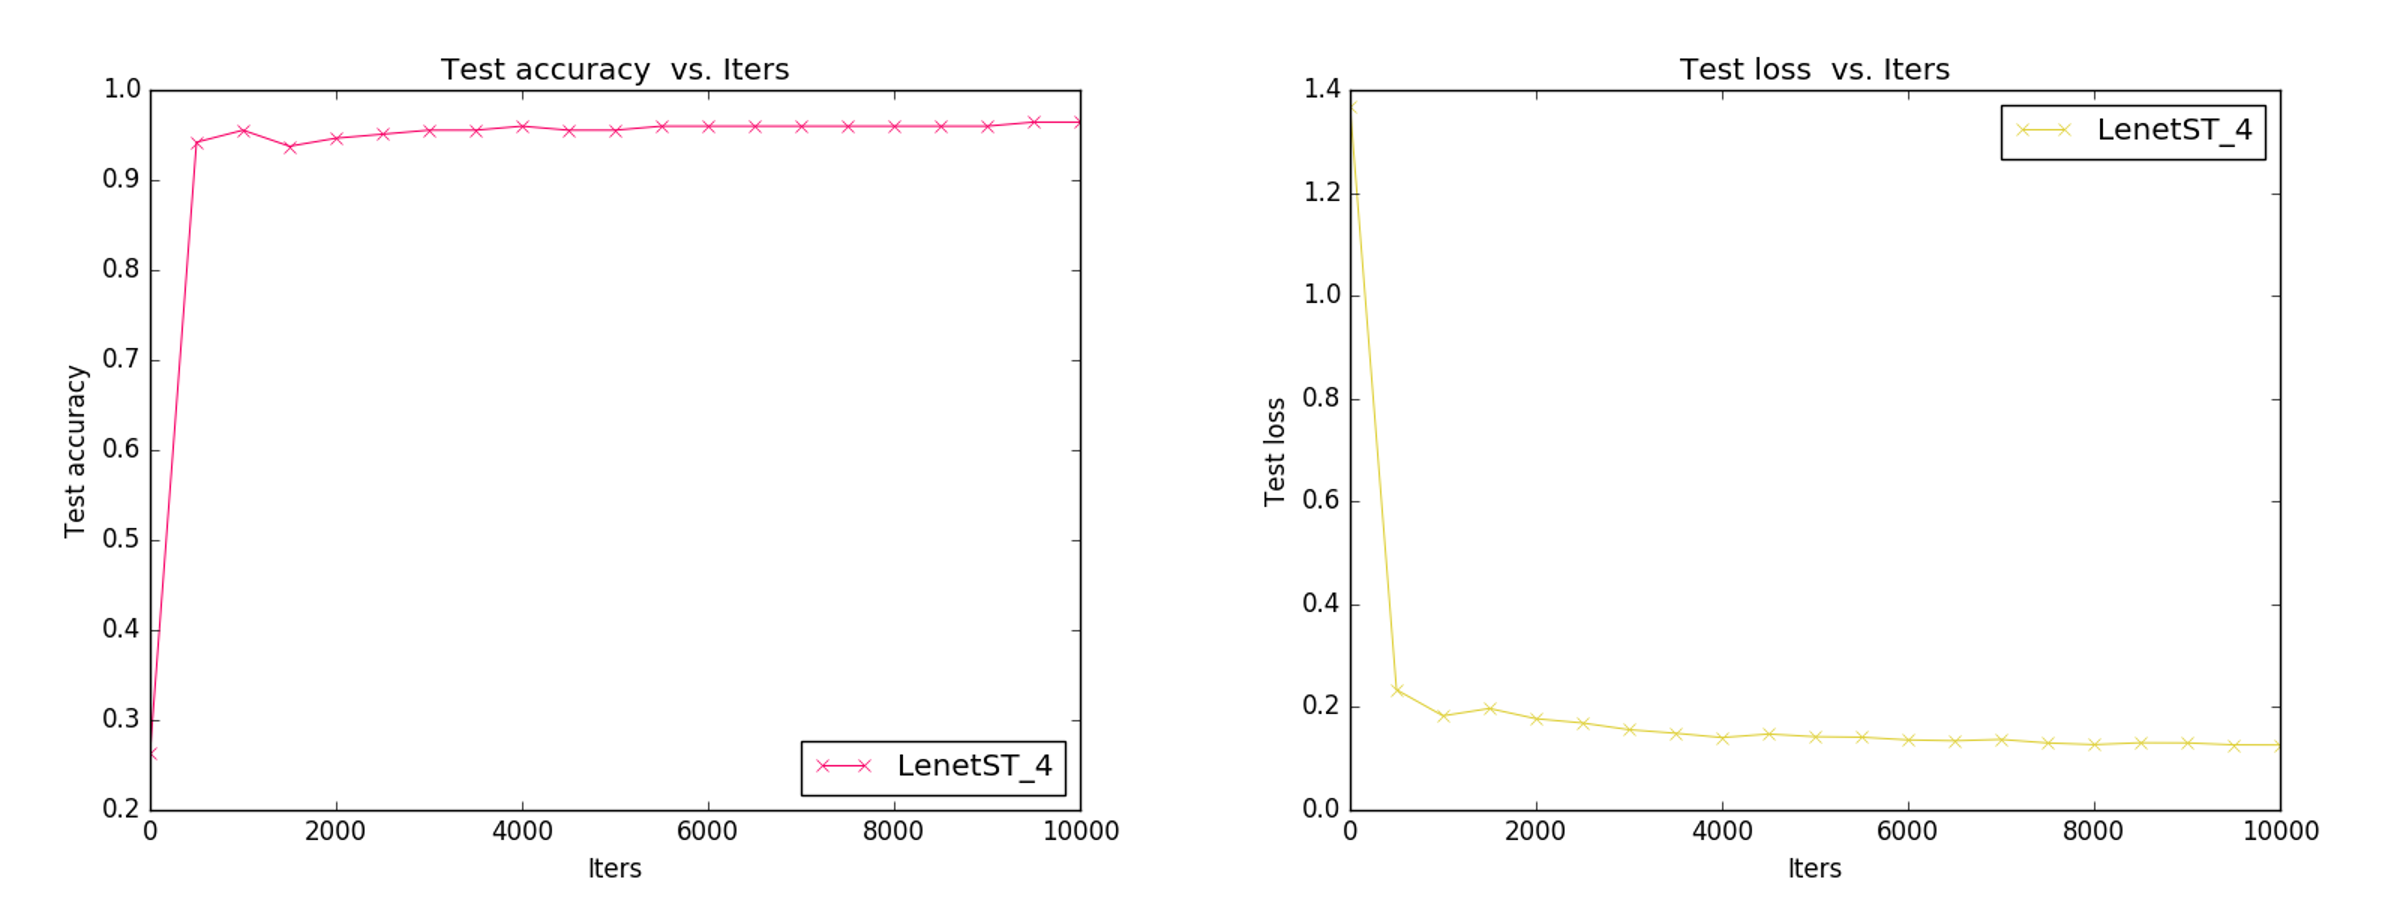 Test accuracy  vs. Iters
1.0
0.9
0.8
0.7
0.6
0.5
0.4
0.3
0.2
Test accuracy
LenetST_4
0 2000 4000 6000 8000 10000
Iters
Test loss  vs. Iters
1.4
1.2
1.0
0.8
0.6
0.4
0.2
0.0
Test loss
LenetST_4
0 2000 4000 6000 8000 10000
Iters